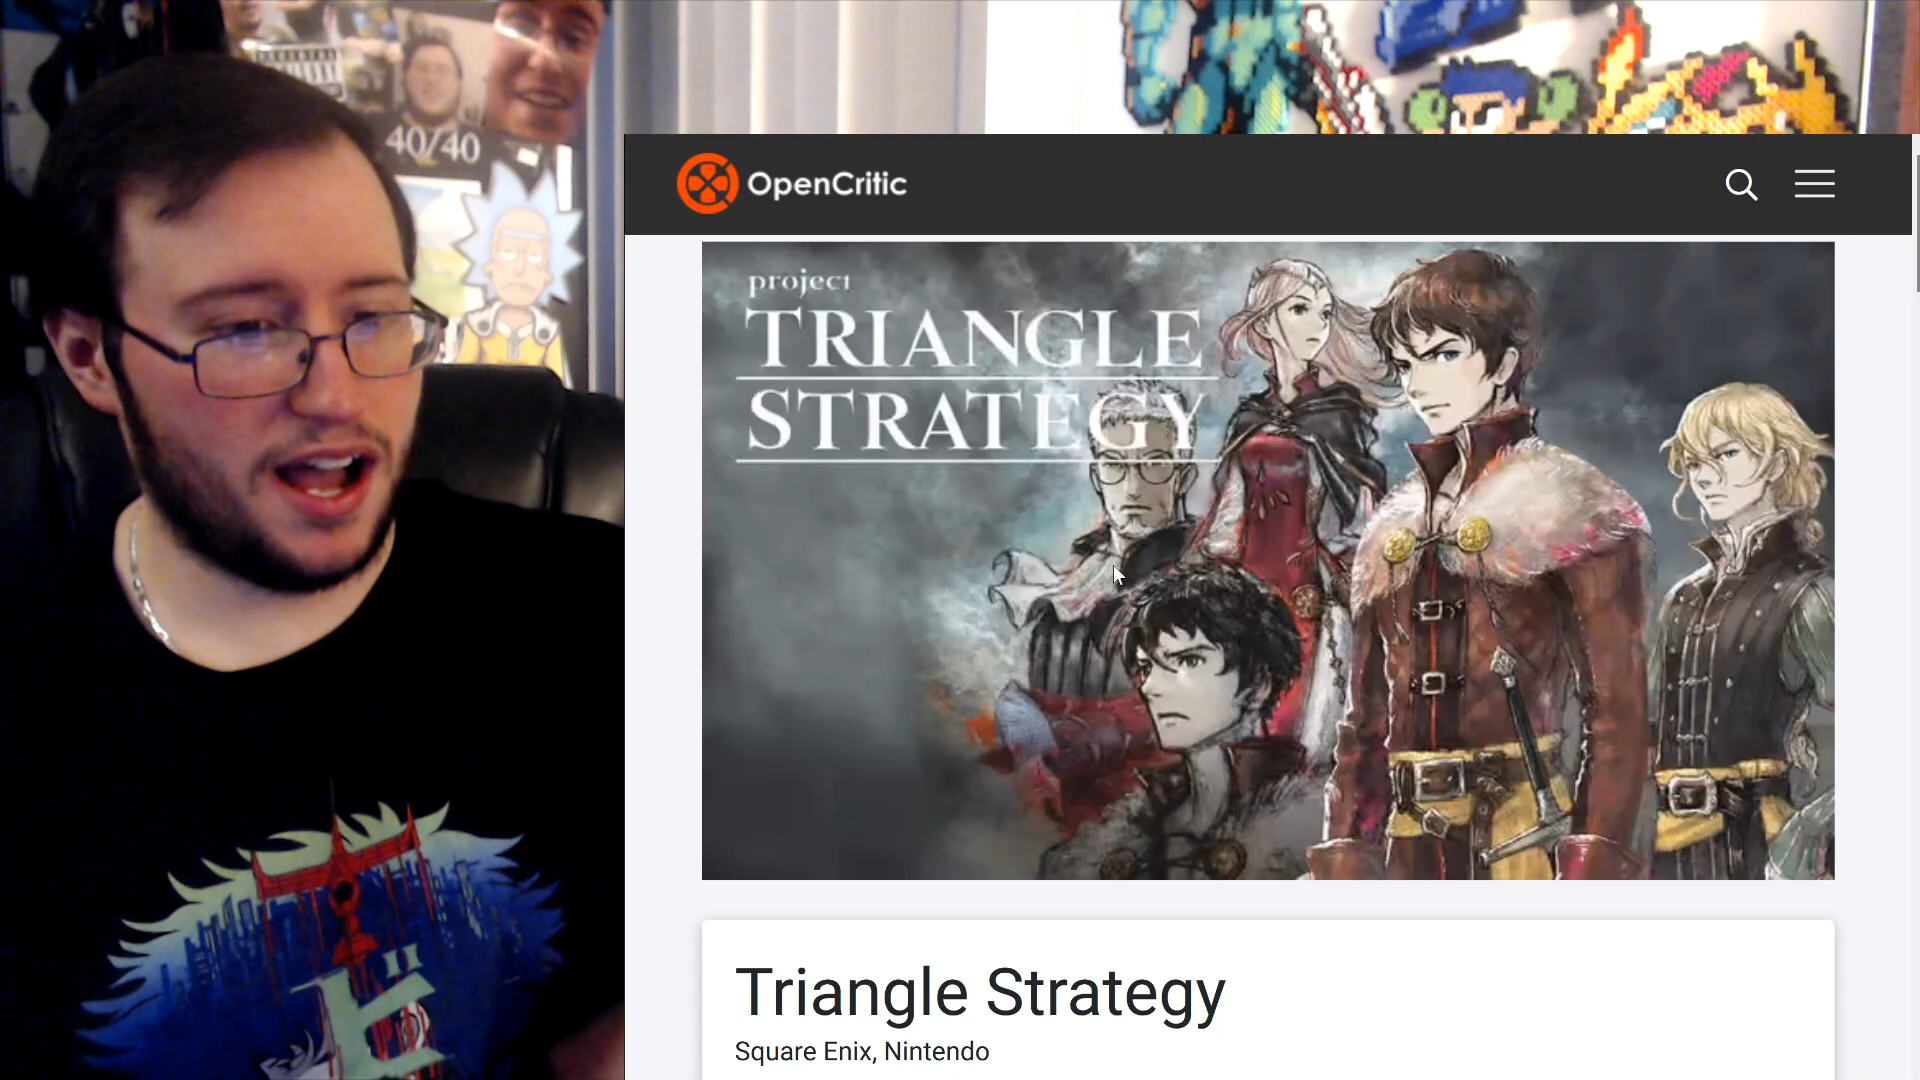 40/40
OpenCritic
project
TRIANGLE
STRATEGY
Triangle Strategy
Square Enix, Nintendo